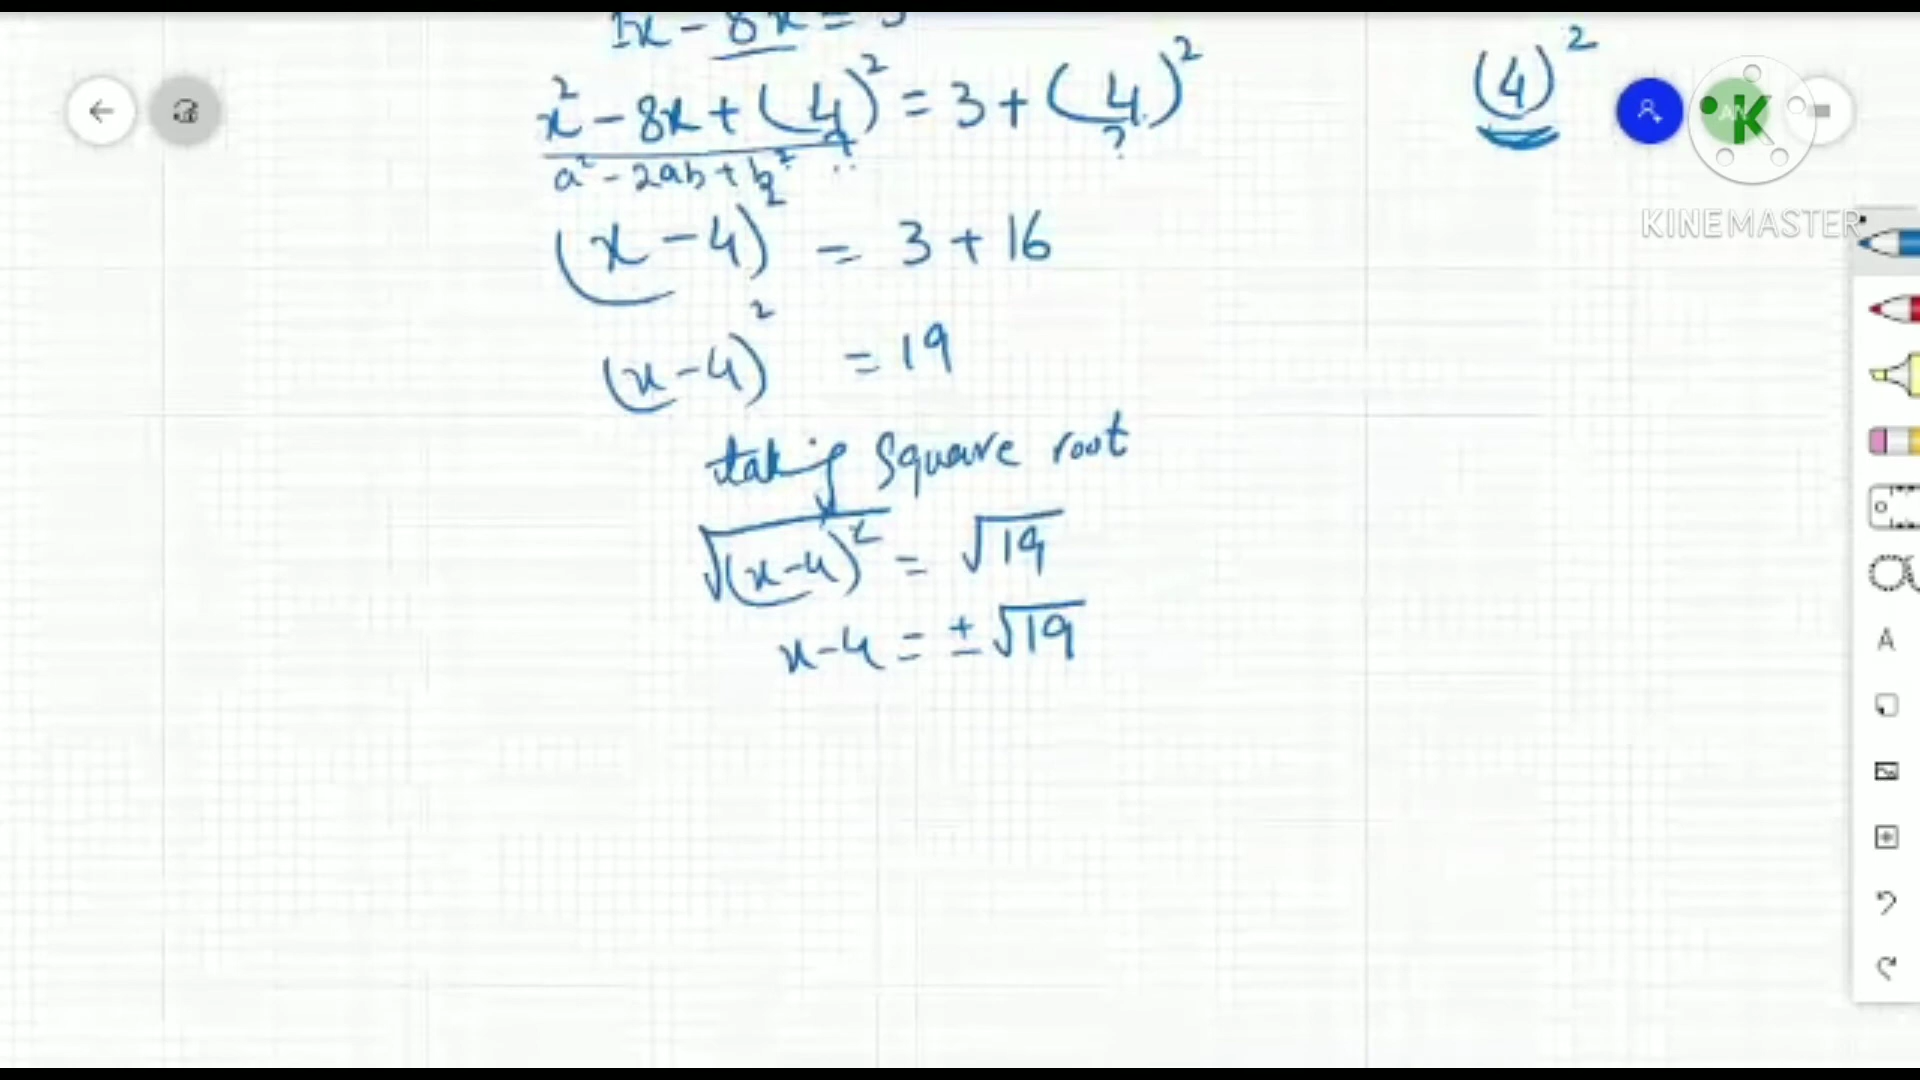 x² - 8x + (4)² = 3 + (4)²
?
a² - 2ab + b²
(4)²
KINEMASTER
(x - 4)² = 3 + 16
(x - 4)² = 19
taking square root
√(x-4)² = √19
x-4 = ± √19